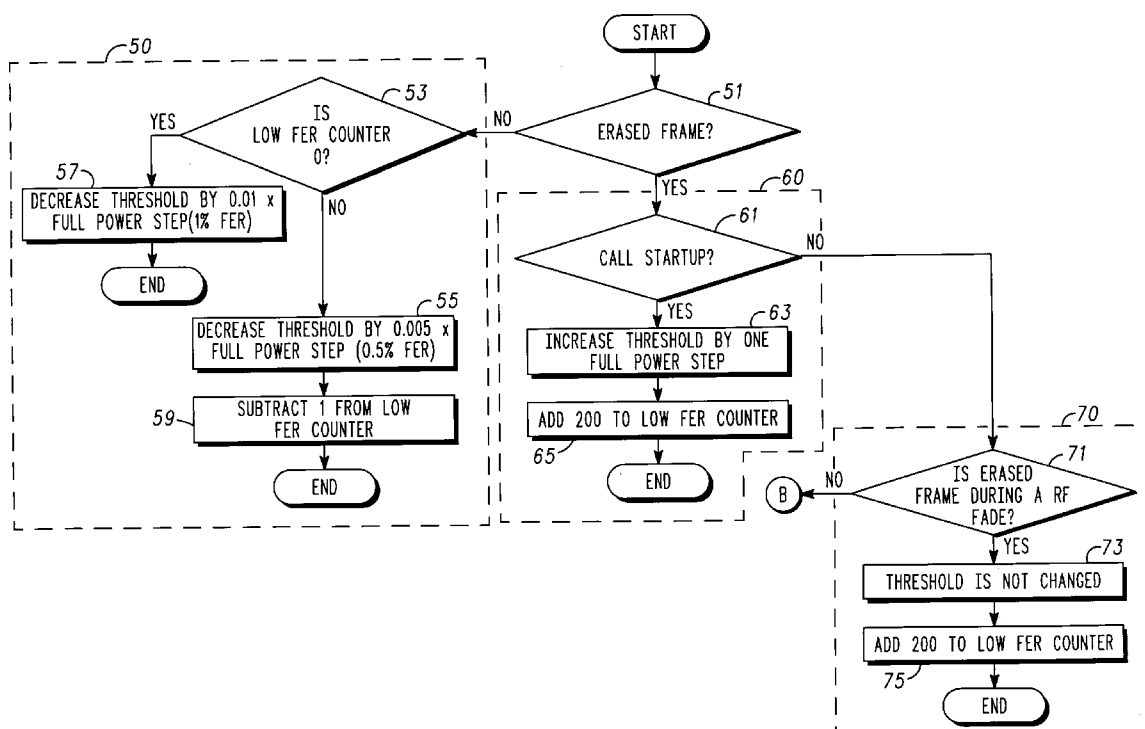 START
50
53
IS
LOW FER COUNTER
0?
YES
NO
NO
51
ERASED FRAME?
YES
57
DECREASE THRESHOLD BY 0.01 x
FULL POWER STEP(1% FER)
END
55
DECREASE THRESHOLD BY 0.005 x
FULL POWER STEP (0.5% FER)
59
SUBTRACT 1 FROM LOW
FER COUNTER
END
60
61
CALL STARTUP?
NO
YES
63
INCREASE THRESHOLD BY ONE
FULL POWER STEP
ADD 200 TO LOW FER COUNTER
65
END
70
71
IS ERASED
FRAME DURING A RF
FADE?
NO
B
YES
73
THRESHOLD IS NOT CHANGED
ADD 200 TO LOW FER COUNTER
75
END